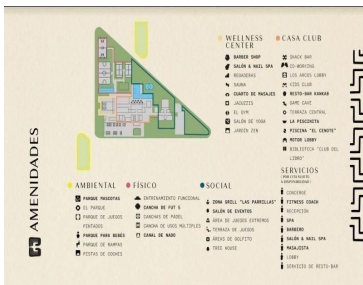 AMENIDADES
WELLNESS
CENTER
BARBER SHOP
SALÓN & NAIL SPA
REGADERAS
SAUNA
CUARTO DE MASAJES
JACUZZIS
EL GYM
SALÓN DE YOGA
JARDÍN ZEN
CASA CLUB
SNACK BAR
CO-WORKING
LOS ARCOS LOBBY
KIDS CLUB
RESTO-BAR KANKAB
GAME CAVE
TERRAZA CENTRAL
LA PISCINITA
PISCINA "EL CENOTE"
MOTOR LOBBY
BIBLIOTECA "CLUB DEL
LIBRO"
SERVICIOS
CONCIERGE
FITNESS COACH
RECEPCIÓN
SPA
BARBERO
SALÓN & NAIL SPA
MASAJISTA
LOBBY
SERVICIO DE RESTO-BAR
AMBIENTAL
PARQUE MASCOTAS
EL PARQUE
PARQUE DE JUEGOS
PINTADOS
PARQUE PARA BEBÉS
PARQUE DE RAMPAS
PISTAS DE COCHES
FÍSICO
ENTRENAMIENTO FUNCIONAL
CANCHA DE FUT 5
CANCHAS DE PADEL
CANCHA DE USOS MÚLTIPLES
CANAL DE NADO
SOCIAL
ZONA GRILL "LAS PARRILLAS"
SALÓN DE EVENTOS
ÁREA DE JUEGOS EXTREMOS
TERRAZA DE JUEGOS
ÁREAS DE GOLFITO
TREE HOUSE